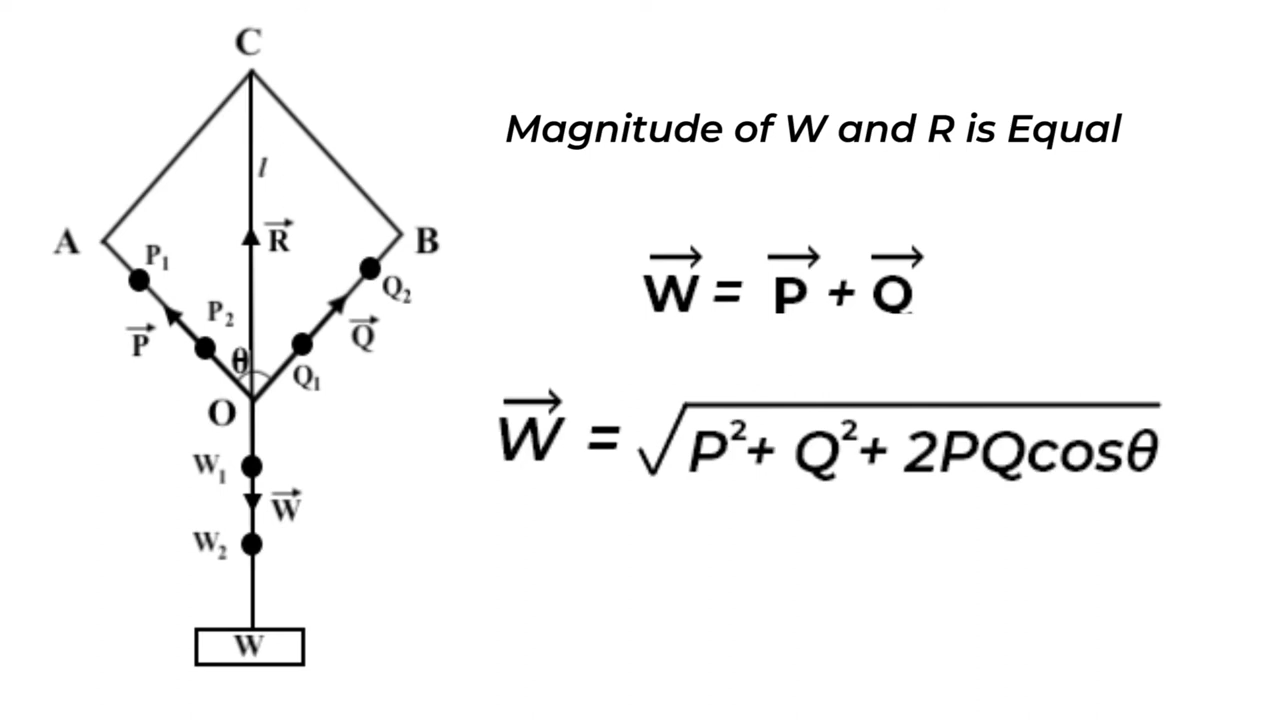 C
Magnitude of W and R is Equal
l
A
P₁
R⃗
B
W⃗ = P⃗ + Q⃗
Q₂
P₂
P⃗
Q⃗
θ
Q₁
O
W⃗ = √P²+ Q²+ 2PQcosθ
W₁
W⃗
W₂
W